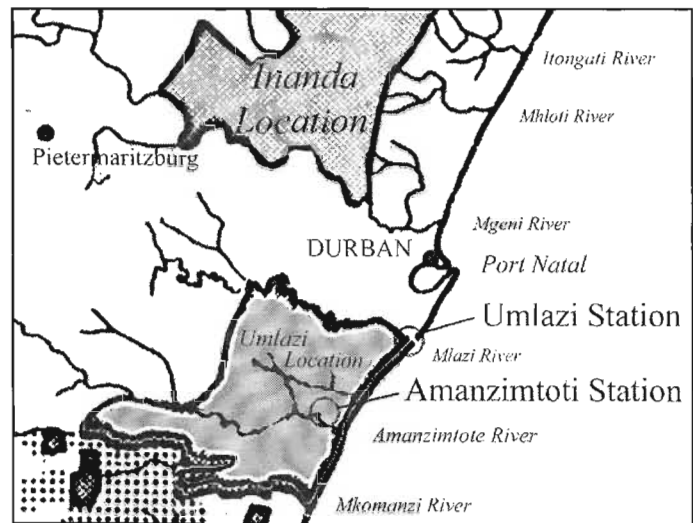 Itongati River
Inanda
Location
Mhloti River
Pietermaritzburg
Mgeni River
DURBAN
Port Natal
Umlazi Station
Umlazi
Location
Mlazi River
Amanzimtoti Station
Amanzimtote River
Mkomanzi River